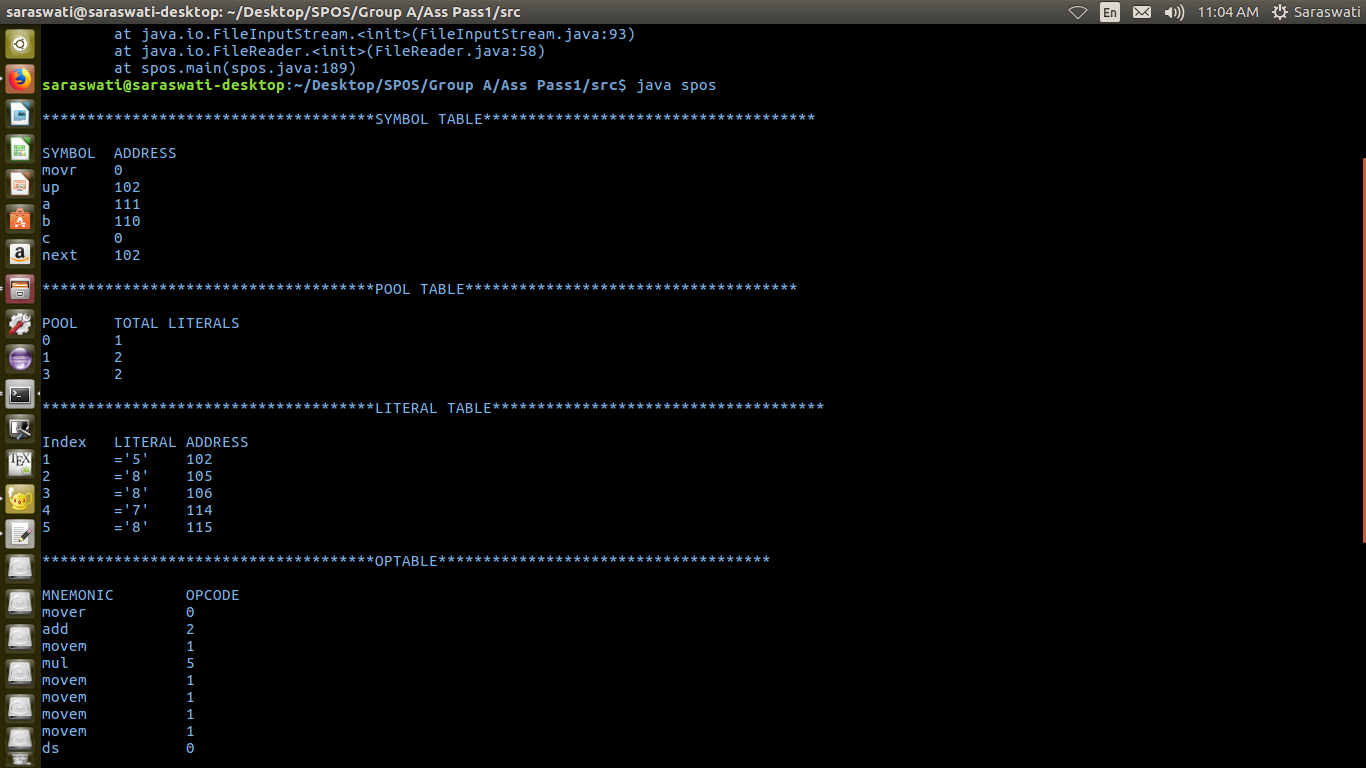 saraswati@saraswati-desktop: ~/Desktop/SPOS/Group A/Ass Pass1/src
En
11:04 AM
Saraswati
at java.io.FileInputStream.<init>(FileInputStream.java:93)
at java.io.FileReader.<init>(FileReader.java:58)
at spos.main(spos.java:189)
saraswati@saraswati-desktop:~/Desktop/SPOS/Group A/Ass Pass1/src$ java spos
*************************************SYMBOL TABLE*************************************
SYMBOL ADDRESS
movr 0
up 102
a 111
b 110
c 0
next 102
*************************************POOL TABLE*************************************
POOL TOTAL LITERALS
0 1
1 2
3 2
*************************************LITERAL TABLE*************************************
Index LITERAL ADDRESS
1 ='5' 102
2 ='8' 105
3 ='8' 106
4 ='7' 114
5 ='8' 115
*************************************OPTABLE*************************************
MNEMONIC OPCODE
mover 0
add 2
movem 1
mul 5
movem 1
movem 1
movem 1
movem 1
ds 0